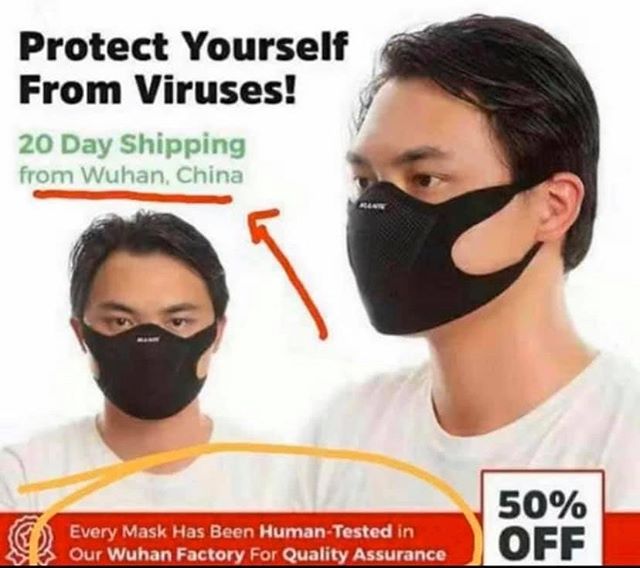 Protect Yourself
From Viruses!
20 Day Shipping
from Wuhan, China
Every Mask Has Been Human-Tested in
Our Wuhan Factory For Quality Assurance
50%
OFF